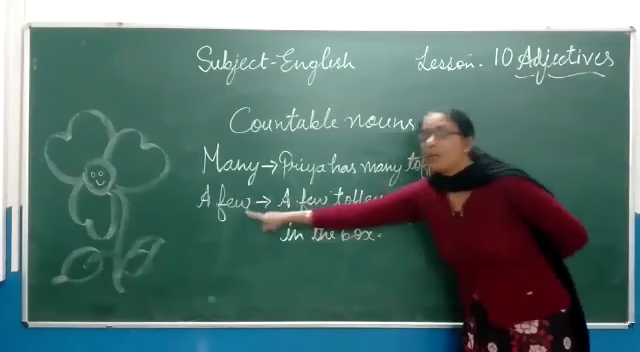 Subject-English Lesson. 10 Adjectives
Countable nouns
Many → Priya has many
A few → A few
in the box.